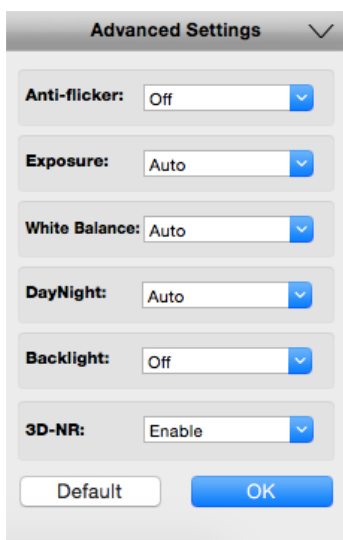 Advanced Settings
Anti-flicker: Off
Exposure: Auto
White Balance: Auto
DayNight: Auto
Backlight: Off
3D-NR: Enable
Default OK